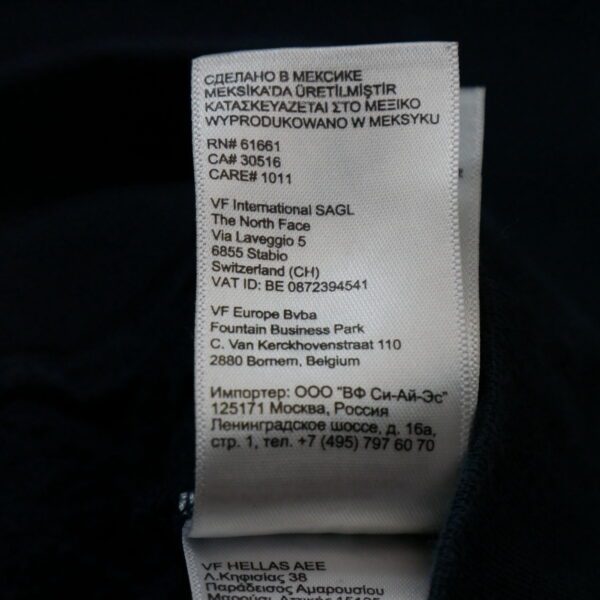 СДЕЛАНО В МЕКСИКЕ
MEKSİKA'DA ÜRETİLMİŞTİR
ΚΑΤΑΣΚΕΥΑΖΕΤΑΙ ΣΤΟ ΜΕΞΙΚΟ
WYPRODUKOWANO W MEKSYKU
RN# 61661
CA# 30516
CARE# 1011
VF International SAGL
The North Face
Via Laveggio 5
6855 Stabio
Switzerland (CH)
VAT ID: BE 0872394541
VF Europe Bvba
Fountain Business Park
C. Van Kerckhovenstraat 110
2880 Bornem, Belgium
Импортер: ООО "ВФ Си-Ай-Эс"
125171 Москва, Россия
Ленинградское шоссе, д. 16а,
стр. 1, тел. +7 (495) 797 60 70
VF HELLAS AEE
Λ.Κηφισίας 38
Παράδεισος Αμαρουσίου
Μαρούσι, Αττικής 15125